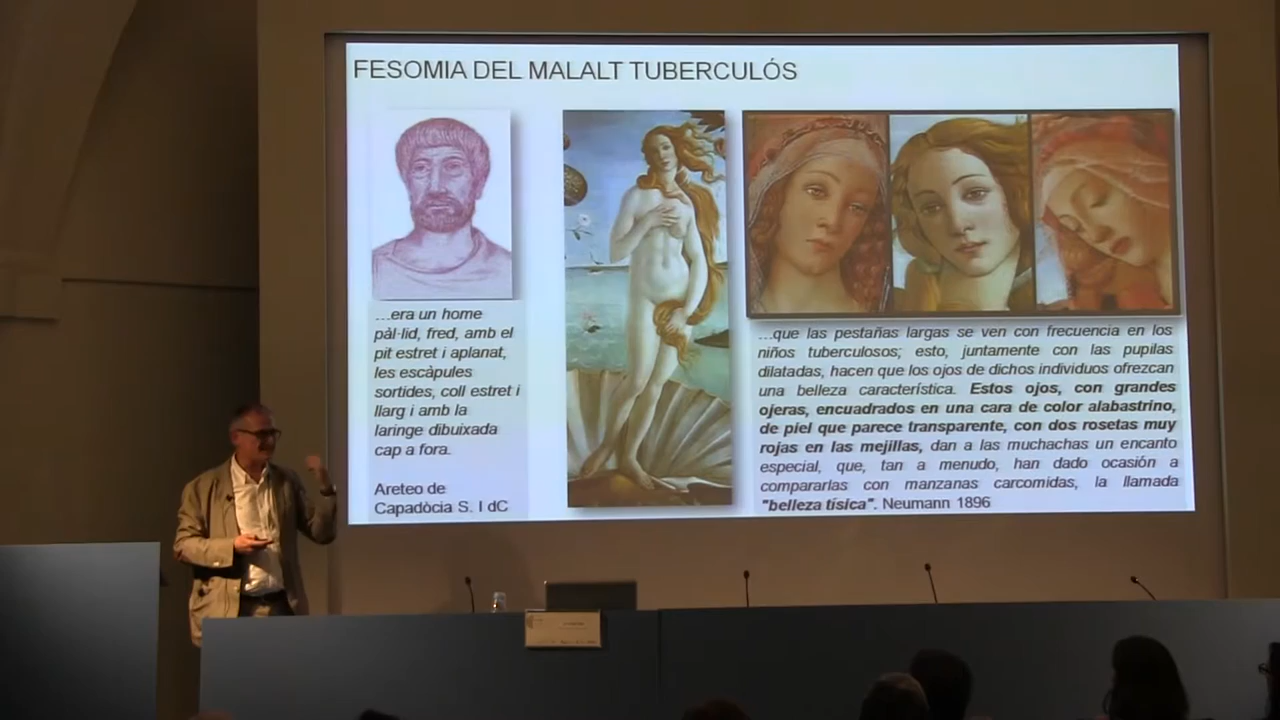 FESOMIA DEL MALALT TUBERCULÓS
...era un home
pàl·lid, fred, amb el
pit estret i aplanat,
les escàpules
sortides, coll estret i
llarg i amb la
laringe dibuixada
cap a fora.
Areteo de
Capadòcia S. I dC
...que las pestañas largas se ven con frecuencia en los
niños tuberculosos; esto, juntamente con las pupilas
dilatadas, hacen que los ojos de dichos individuos ofrezcan
una belleza característica. Estos ojos, con grandes
ojeras, encuadrados en una cara de color alabastrino,
de piel que parece transparente, con dos rosetas muy
rojas en las mejillas, dan a las muchachas un encanto
especial, que, tan a menudo, han dado ocasión a
compararlas con manzanas carcomidas, la llamada
"belleza tísica". Neumann 1896